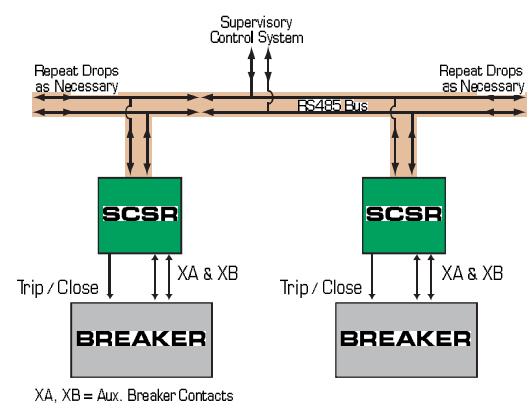 Supervisory
Control System
Repeat Drops
as Necessary
Repeat Drops
as Necessary
RS485 Bus
SCSR
SCSR
XA & XB
XA & XB
Trip / Close
Trip / Close
BREAKER
BREAKER
XA, XB = Aux. Breaker Contacts